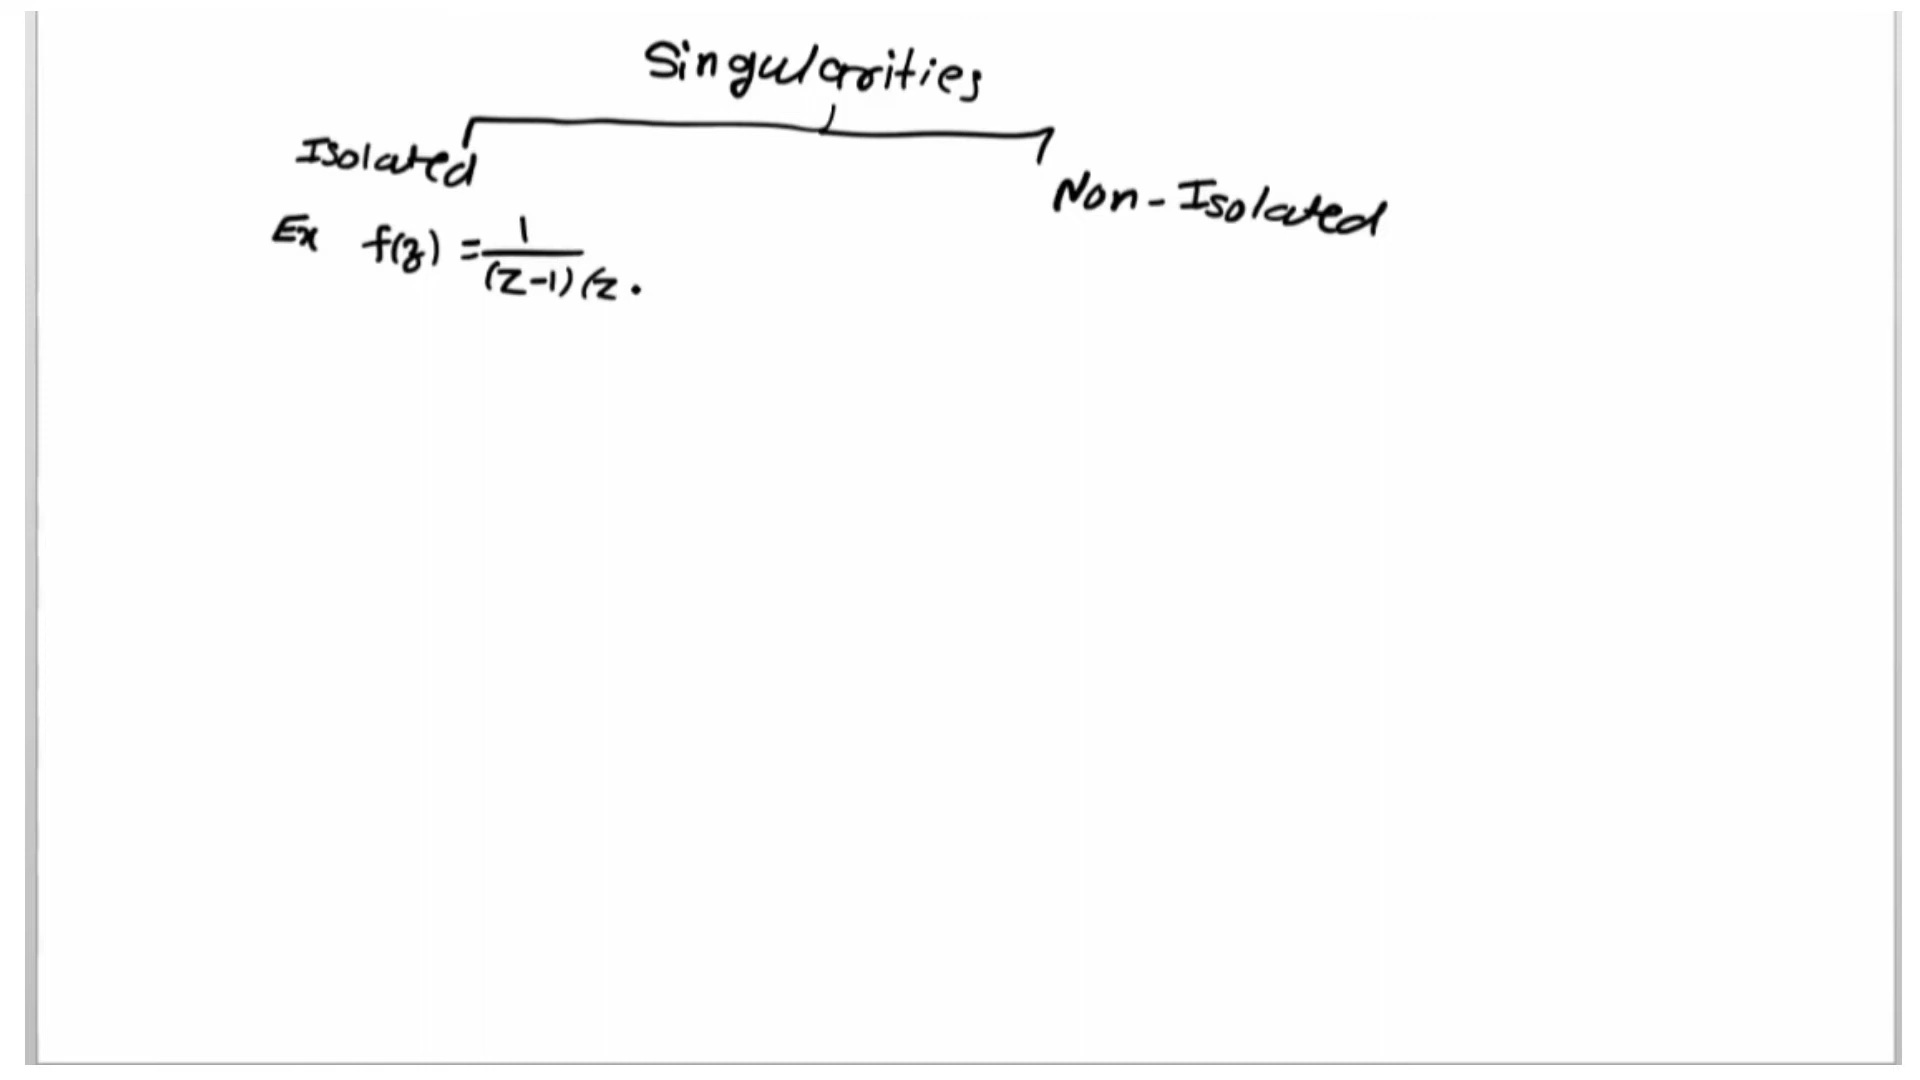 Singularities
Isolated
Non-Isolated
Ex f(z) = 1/(z-1)(z